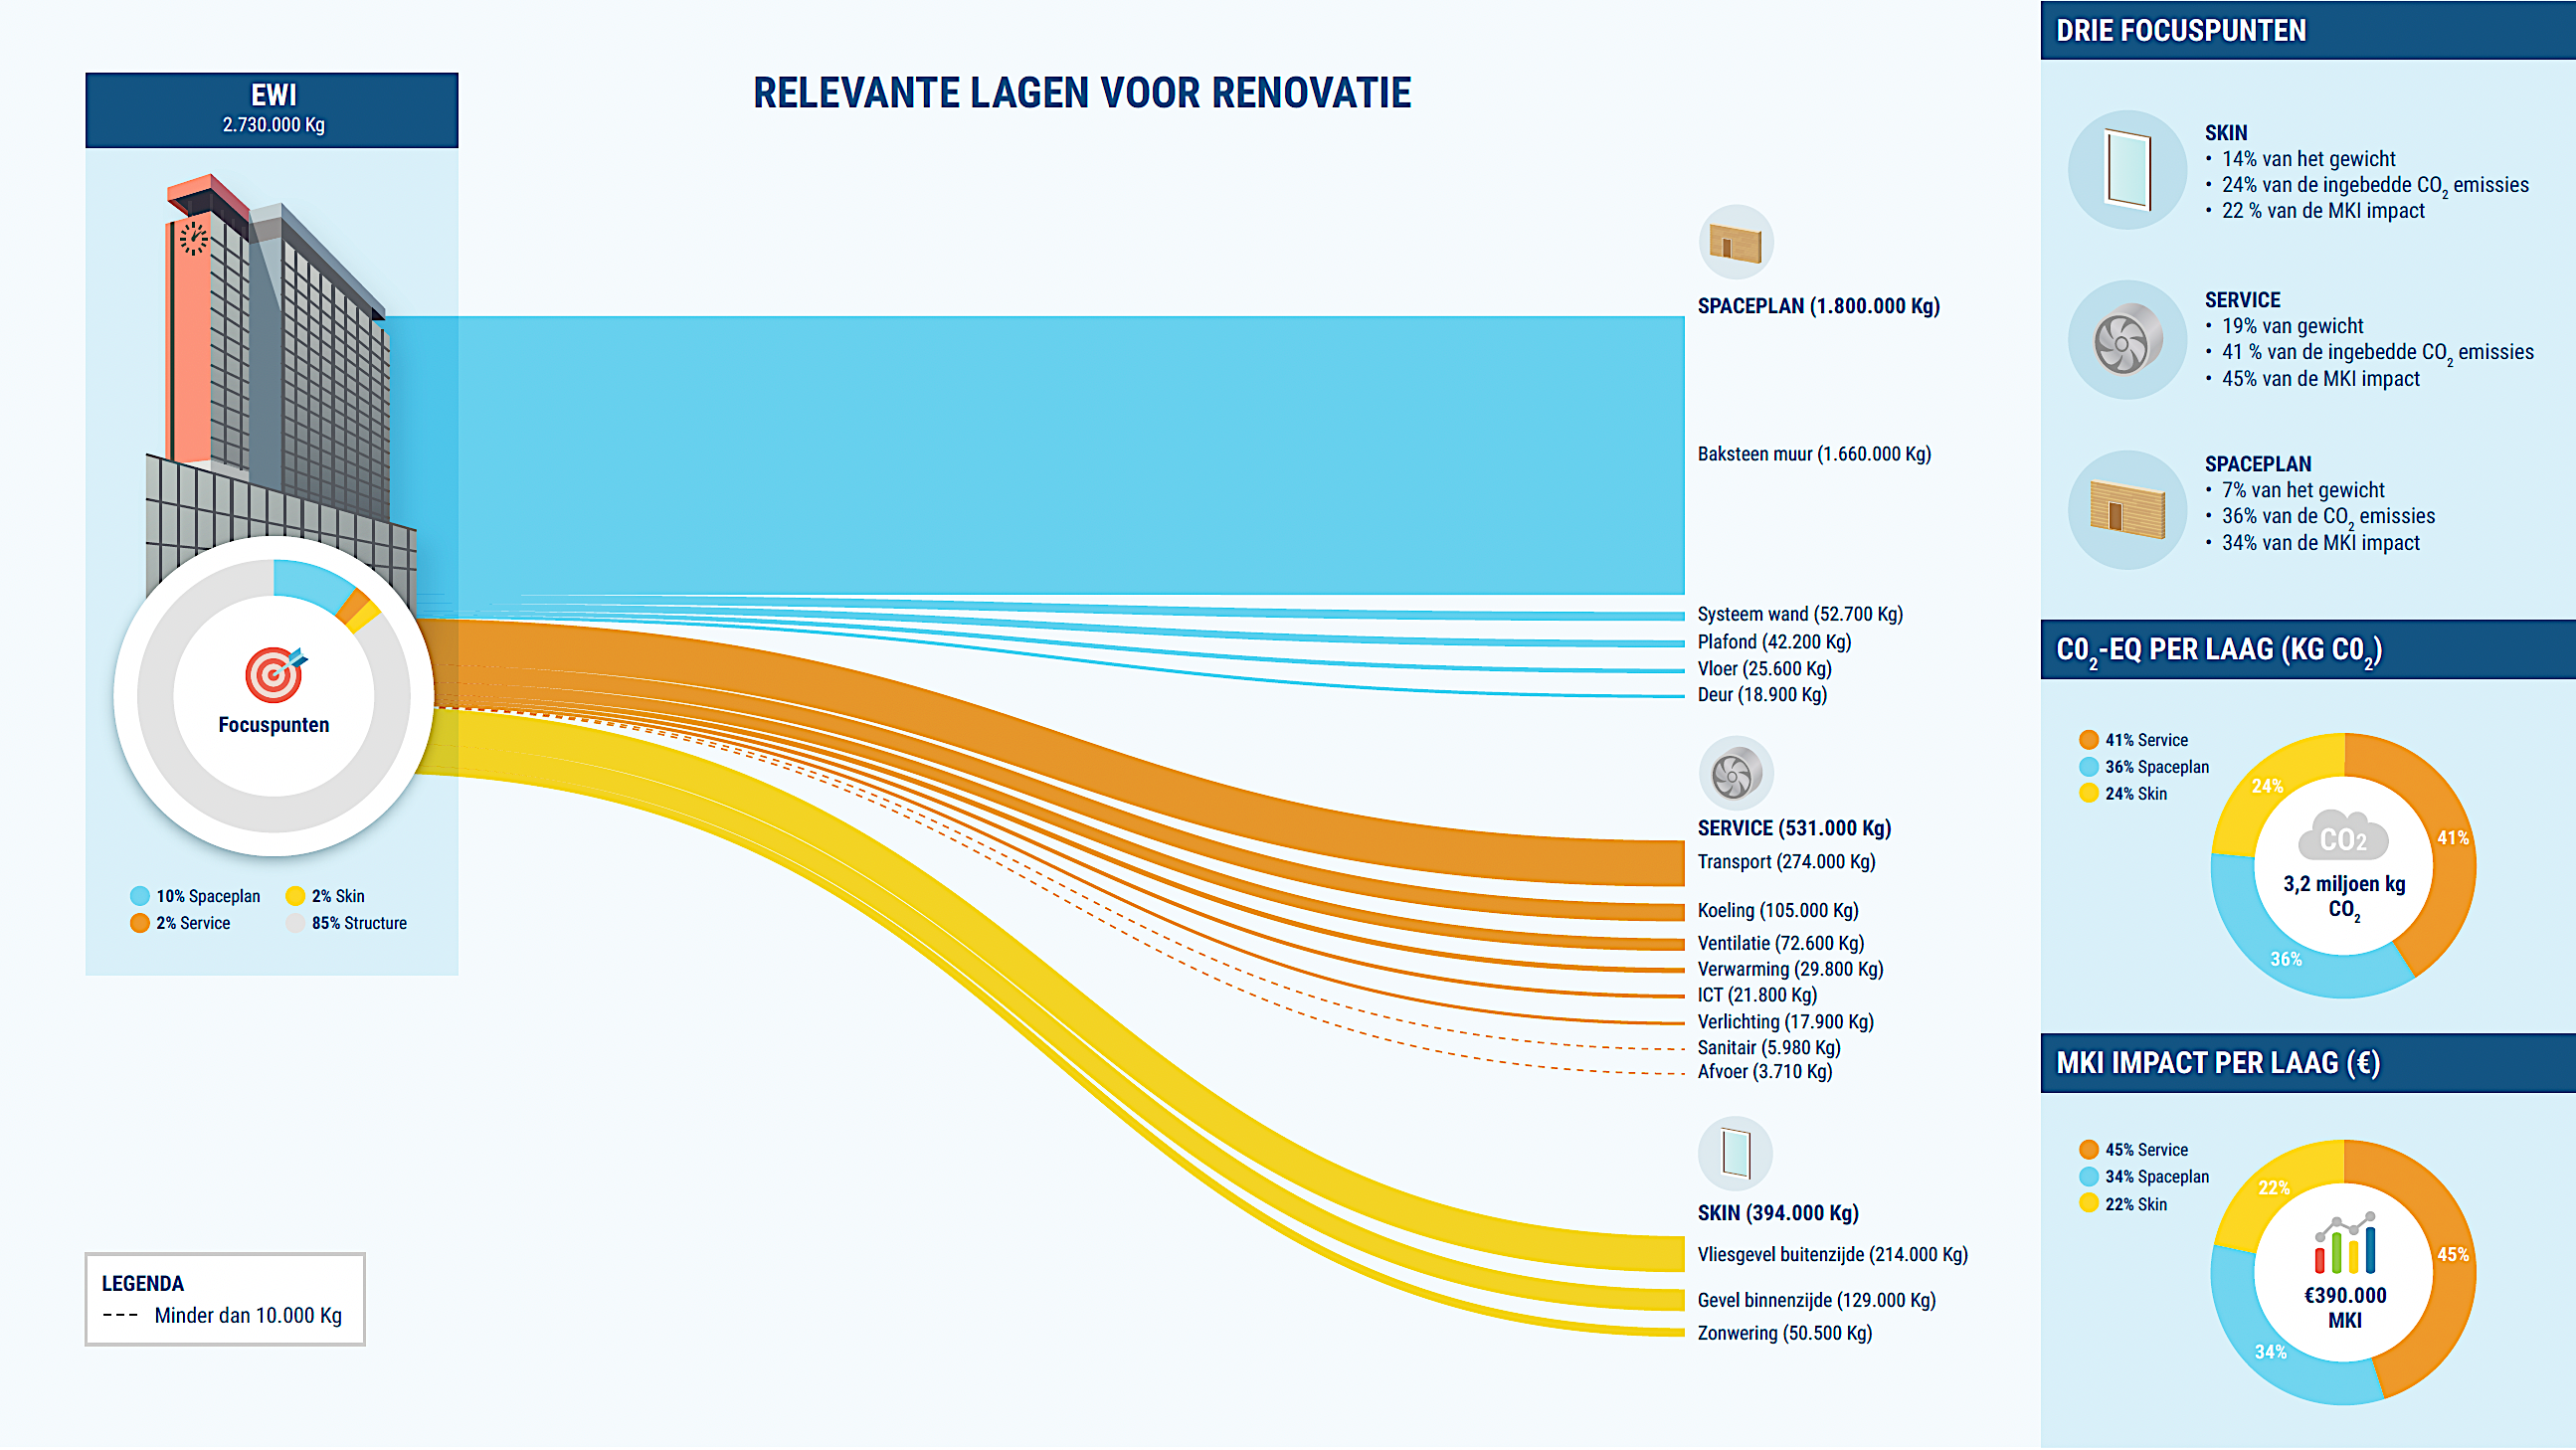 EWI
2.730.000 Kg
Focuspunten
10% Spaceplan
2% Skin
2% Service
85% Structure
LEGENDA
Minder dan 10.000 Kg
RELEVANTE LAGEN VOOR RENOVATIE
SPACEPLAN (1.800.000 Kg)
Baksteen muur (1.660.000 Kg)
Systeem wand (52.700 Kg)
Plafond (42.200 Kg)
Vloer (25.600 Kg)
Deur (18.900 Kg)
SERVICE (531.000 Kg)
Transport (274.000 Kg)
Koeling (105.000 Kg)
Ventilatie (72.600 Kg)
Verwarming (29.800 Kg)
ICT (21.800 Kg)
Verlichting (17.900 Kg)
Sanitair (5.980 Kg)
Afvoer (3.710 Kg)
SKIN (394.000 Kg)
Vliesgevel buitenzijde (214.000 Kg)
Gevel binnenzijde (129.000 Kg)
Zonwering (50.500 Kg)
DRIE FOCUSPUNTEN
SKIN
• 14% van het gewicht
• 24% van de ingebedde CO₂ emissies
• 22 % van de MKI impact
SERVICE
• 19% van gewicht
• 41 % van de ingebedde CO₂ emissies
• 45% van de MKI impact
SPACEPLAN
• 7% van het gewicht
• 36% van de CO₂ emissies
• 34% van de MKI impact
C0₂-EQ PER LAAG (KG C0₂)
41% Service
36% Spaceplan
24% Skin
24%
41%
36%
CO2
3,2 miljoen kg
CO₂
MKI IMPACT PER LAAG (€)
45% Service
34% Spaceplan
22% Skin
22%
45%
34%
€390.000
MKI